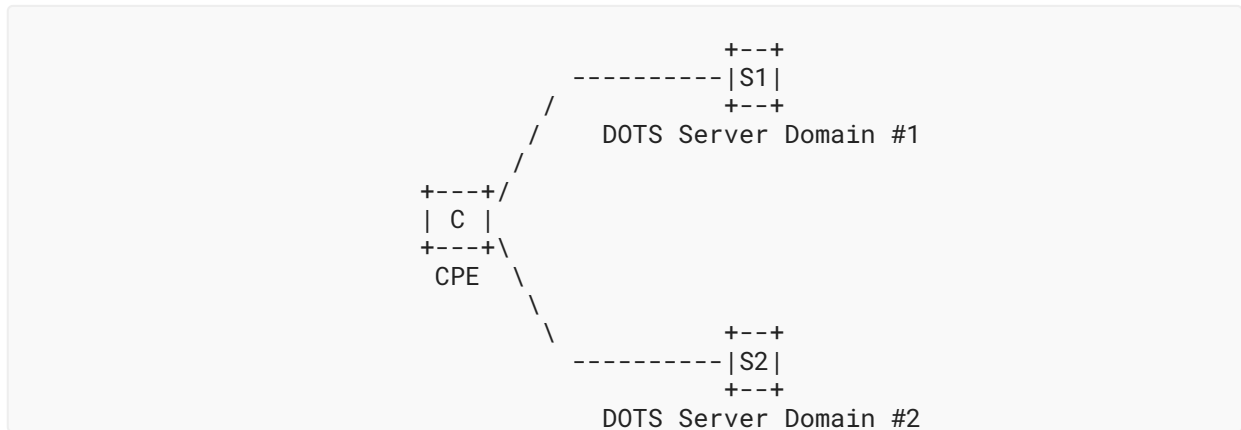 +--+
                 ----------|S1|
               /           +--+
              /    DOTS Server Domain #1
             /
       +---+/
       | C |
       +---+\
        CPE  \
              \
               \           +--+
                 ----------|S2|
                           +--+
                   DOTS Server Domain #2